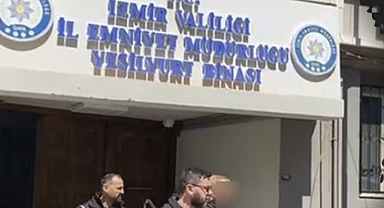 T.C.
İZMİR VALİLİĞİ
İL EMNİYET MÜDÜRLÜĞÜ
YEŞİLYURT BİNASI